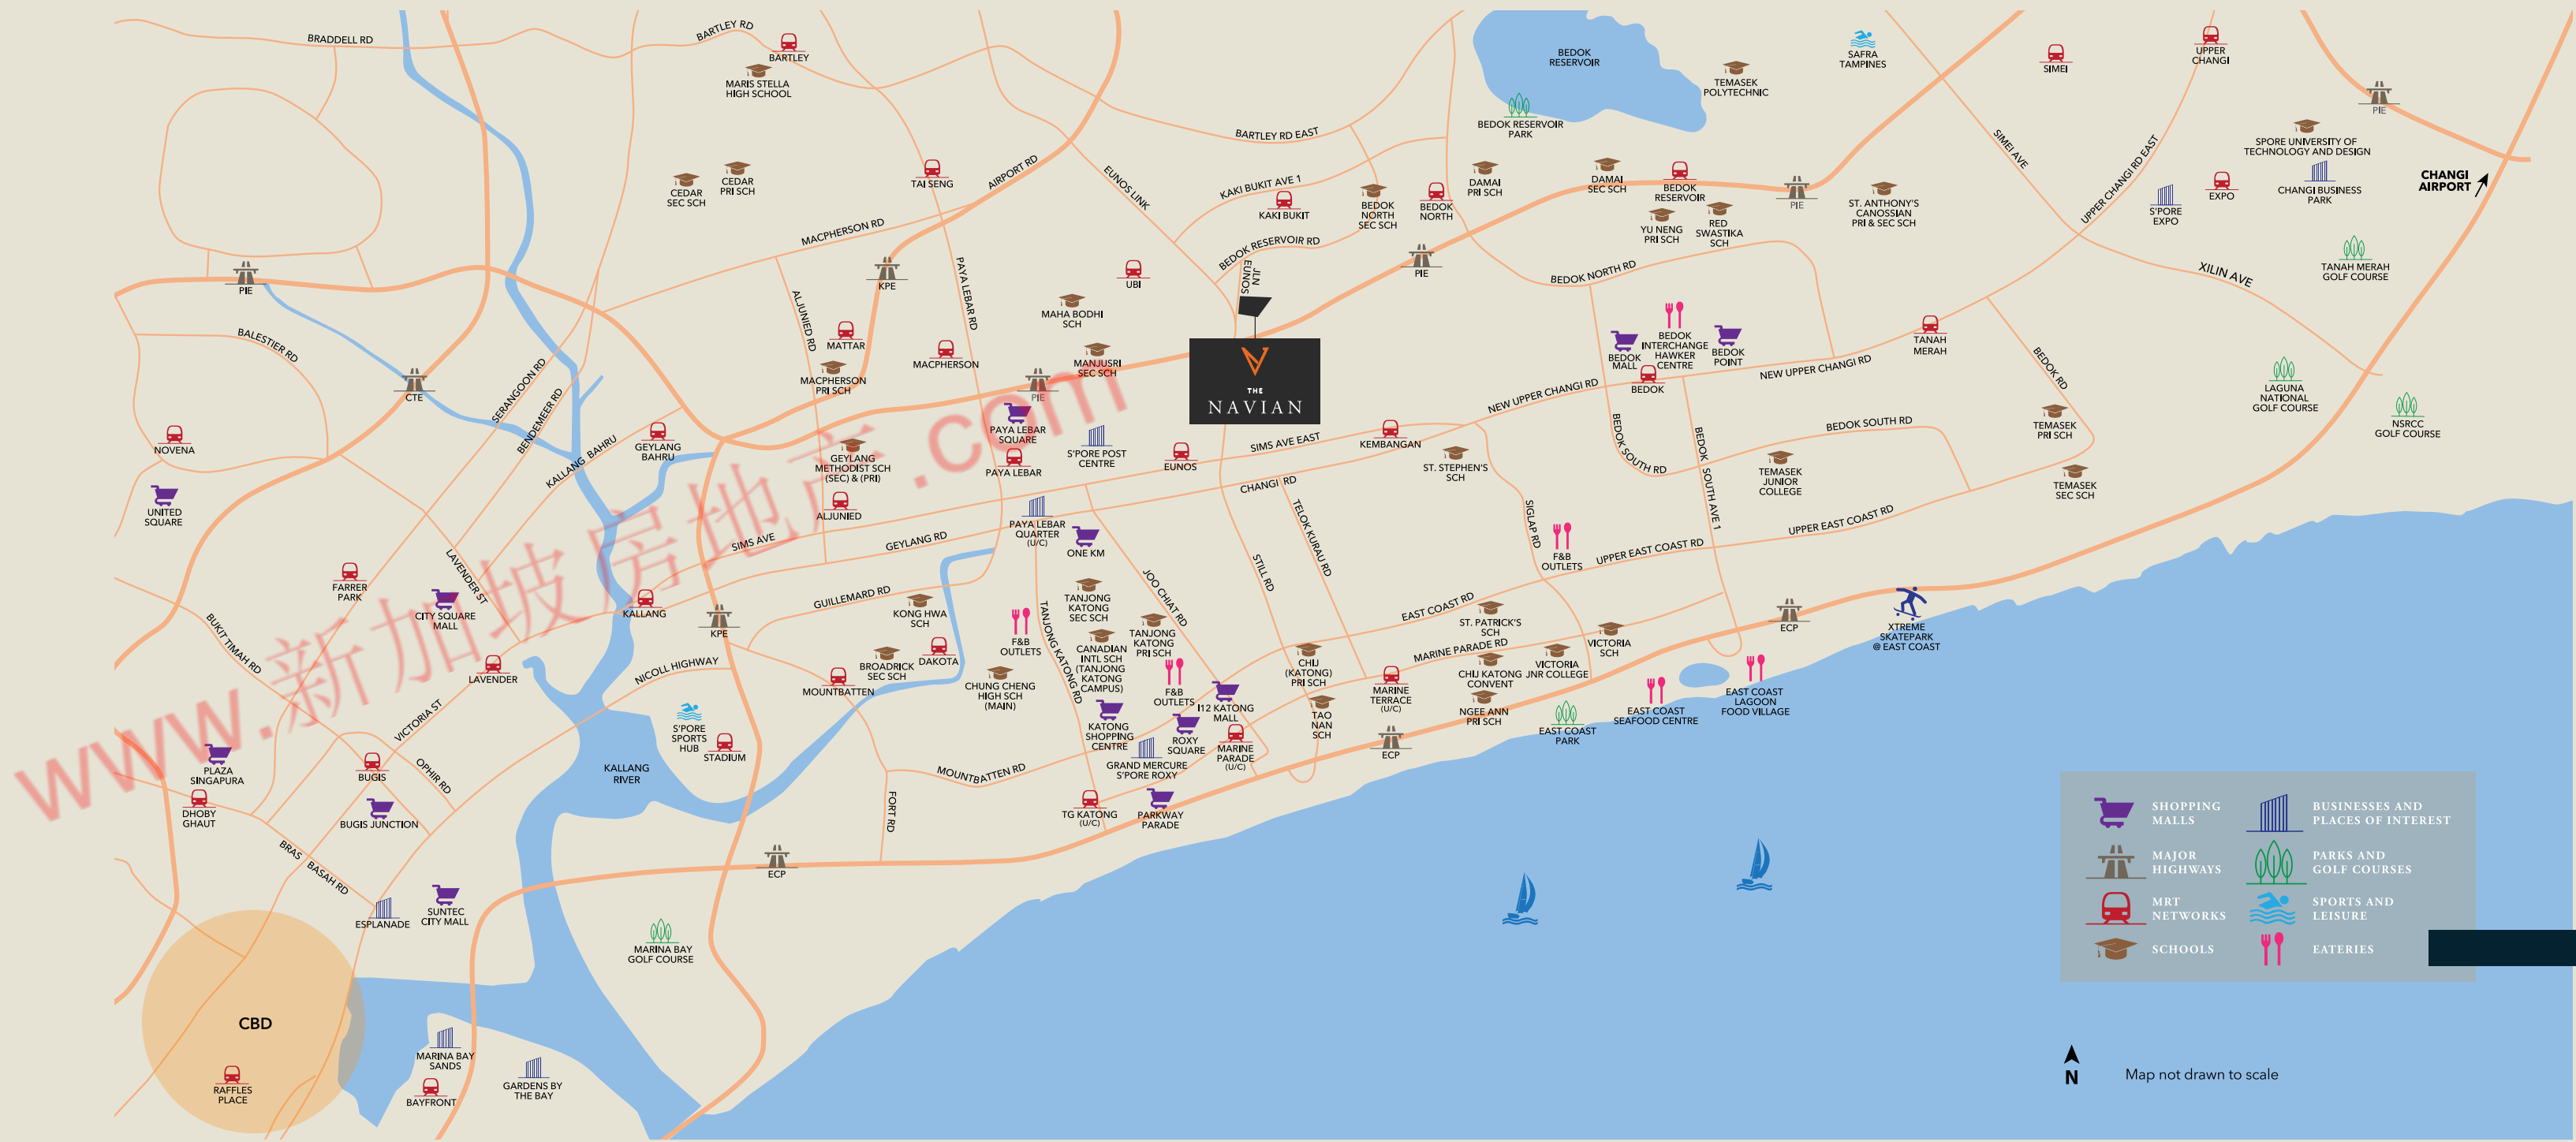 BRADDELL RD
BARTLEY RD
BARTLEY
MARIS STELLA
HIGH SCHOOL
CEDAR
SEC SCH
CEDAR
PRI SCH
TAI SENG
AIRPORT RD
MACPHERSON RD
EUNOS LINK
BARTLEY RD EAST
KAKI BUKIT AVE 1
KAKI BUKIT
BEDOK RESERVOIR RD
JLN
EUNOS
BEDOK
NORTH
SEC SCH
BEDOK
NORTH
DAMAI
PRI SCH
BEDOK
RESERVOIR
BEDOK RESERVOIR
PARK
TEMASEK
POLYTECHNIC
SAFRA
TAMPINES
SIMEI
UPPER
CHANGI
PIE
SPORE UNIVERSITY OF
TECHNOLOGY AND DESIGN
CHANGI BUSINESS
PARK
CHANGI
AIRPORT
SIMEI AVE
UPPER CHANGI RD EAST
S'PORE
EXPO
EXPO
TANAH MERAH
GOLF COURSE
XILIN AVE
DAMAI
SEC SCH
BEDOK
RESERVOIR
YU NENG
PRI SCH
RED
SWASTIKA
SCH
PIE
ST. ANTHONY'S
CANOSSIAN
PRI & SEC SCH
PIE
BEDOK NORTH RD
PIE
KPE
PAYA LEBAR RD
UBI
MAHA BODHI
SCH
ALJUNIED RD
MATTAR
MACPHERSON
MACPHERSON
PRI SCH
MANJUSRI
SEC SCH
PIE
THE
NAVIAN
BEDOK
MALL
BEDOK
INTERCHANGE
HAWKER
CENTRE
BEDOK
POINT
BEDOK
TANAH
MERAH
NEW UPPER CHANGI RD
NEW UPPER CHANGI RD
BEDOK RD
LAGUNA
NATIONAL
GOLF COURSE
NSRCC
GOLF COURSE
BALESTIER RD
CTE
SERANGOON RD
BENDEMEER RD
KALLANG BAHRU
GEYLANG
BAHRU
NOVENA
UNITED
SQUARE
GEYLANG
METHODIST SCH
(SEC) & (PRI)
ALJUNIED
PAYA LEBAR
SQUARE
PAYA LEBAR
S'PORE POST
CENTRE
EUNOS
SIMS AVE EAST
KEMBANGAN
CHANGI RD
ST. STEPHEN'S
SCH
BEDOK SOUTH RD
BEDOK SOUTH AVE 1
BEDOK SOUTH RD
TEMASEK
JUNIOR
COLLEGE
TEMASEK
PRI SCH
TEMASEK
SEC SCH
www.新加坡房地产.com
PAYA LEBAR
QUARTER
(U/C)
ONE KM
SIMS AVE
GEYLANG RD
GUILLEMARD RD
STILL RD
TELOK KURAU RD
SIGLAP RD
F&B
OUTLETS
UPPER EAST COAST RD
UPPER EAST COAST RD
FARRER
PARK
CITY SQUARE
MALL
LAVENDER ST
BUKIT TIMAH RD
LAVENDER
KALLANG
KPE
NICOLL HIGHWAY
KONG HWA
SCH
DAKOTA
BROADRICK
SEC SCH
MOUNTBATTEN
CHUNG CHENG
HIGH SCH
(MAIN)
F&B
OUTLETS
TANJONG KATONG RD
TANJONG
KATONG
SEC SCH
CANADIAN
INTL SCH
(TANJONG
KATONG
CAMPUS)
JOO CHIAT RD
TANJONG
KATONG
PRI SCH
F&B
OUTLETS
I12 KATONG
MALL
KATONG
SHOPPING
CENTRE
ROXY
SQUARE
GRAND MERCURE
S'PORE ROXY
MARINE
PARADE
(U/C)
CHIJ
(KATONG)
PRI SCH
TAO
NAN
SCH
EAST COAST RD
MARINE PARADE RD
MARINE
TERRACE
(U/C)
ECP
ST. PATRICK'S
SCH
CHIJ KATONG
CONVENT
NGEE ANN
PRI SCH
VICTORIA
JNR COLLEGE
VICTORIA
SCH
EAST COAST
PARK
EAST COAST
SEAFOOD CENTRE
EAST COAST
LAGOON
FOOD VILLAGE
ECP
XTREME
SKATEPARK
@ EAST COAST
VICTORIA ST
S'PORE
SPORTS
HUB
STADIUM
KALLANG
RIVER
PLAZA
SINGAPURA
DHOBY
GHAUT
BUGIS
OPHIR RD
BUGIS JUNCTION
BRAS BASAH RD
MOUNTBATTEN RD
FORT RD
TG KATONG
(U/C)
PARKWAY
PARADE
ECP
ESPLANADE
SUNTEC
CITY MALL
MARINA BAY
GOLF COURSE
CBD
RAFFLES
PLACE
MARINA BAY
SANDS
BAYFRONT
GARDENS BY
THE BAY
SHOPPING
MALLS
BUSINESSES AND
PLACES OF INTEREST
MAJOR
HIGHWAYS
PARKS AND
GOLF COURSES
MRT
NETWORKS
SPORTS AND
LEISURE
SCHOOLS
EATERIES
N
Map not drawn to scale